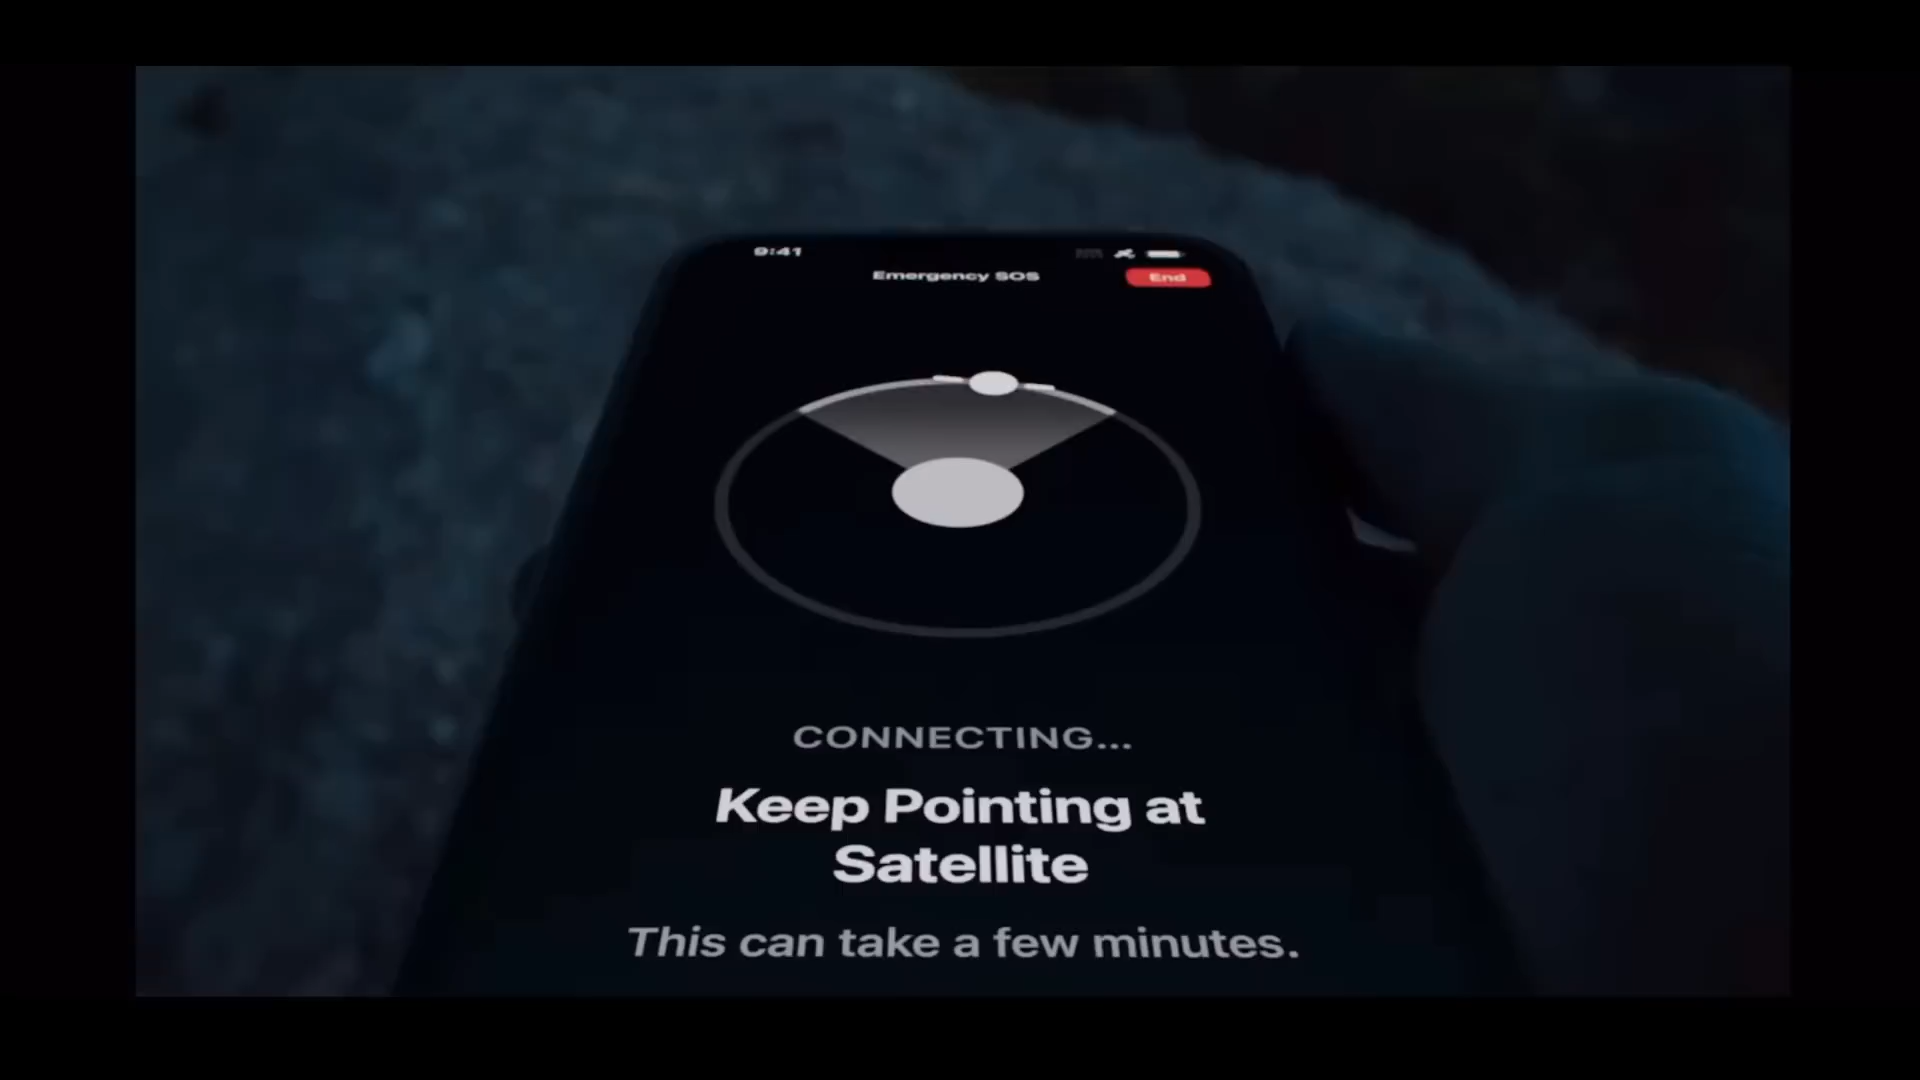 9:41
Emergency SOS
End
CONNECTING...
Keep Pointing at
Satellite
This can take a few minutes.